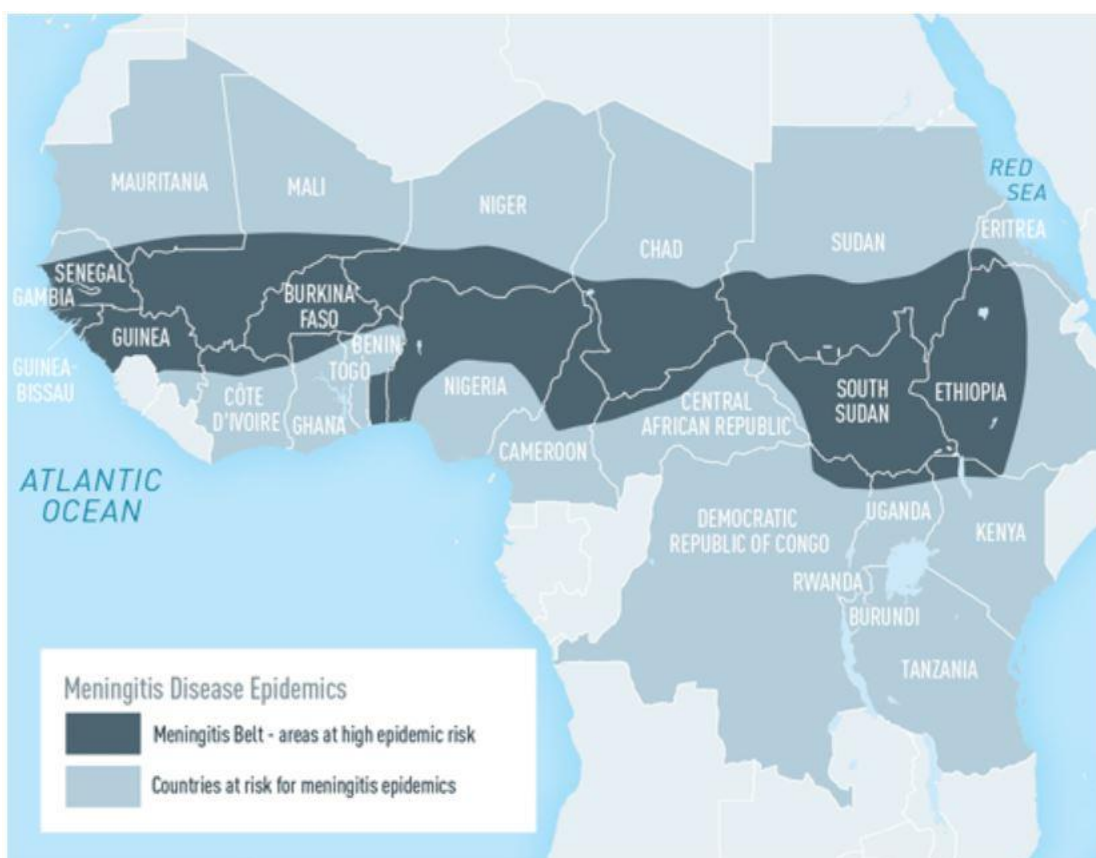 RED
SEA
MAURITANIA
MALI
NIGER
CHAD
SUDAN
ERITREA
SENEGAL
GAMBIA
BURKINA
FASO
GUINEA
GUINEA-
BISSAU
BENIN
TOGO
CÔTE
D'IVOIRE
GHANA
NIGERIA
CAMEROON
CENTRAL
AFRICAN REPUBLIC
SOUTH
SUDAN
ETHIOPIA
ATLANTIC
OCEAN
DEMOCRATIC
REPUBLIC OF CONGO
UGANDA
KENYA
RWANDA
BURUNDI
TANZANIA
Meningitis Disease Epidemics
Meningitis Belt - areas at high epidemic risk
Countries at risk for meningitis epidemics